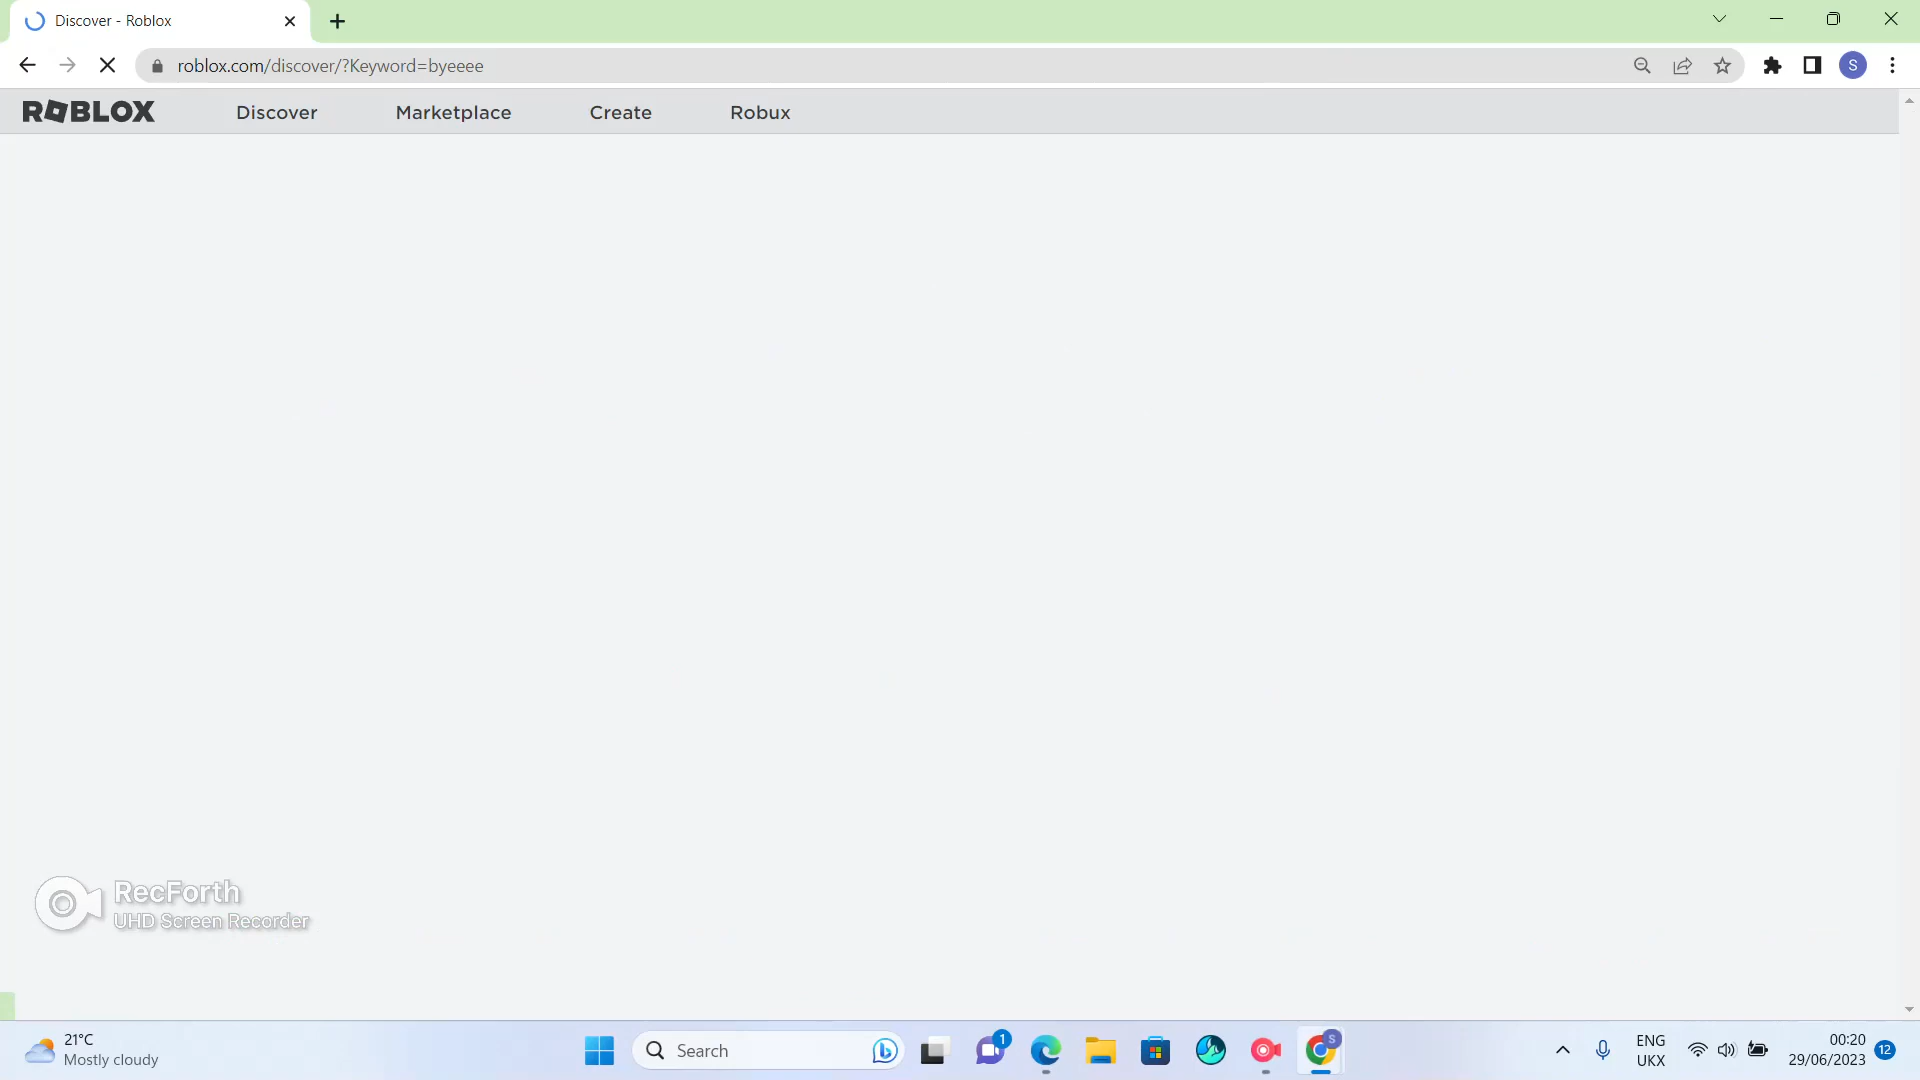 Discover - Roblox
roblox.com/discover/?Keyword=byeeee
S
ROBLOX
Discover
Marketplace
Create
Robux
RecForth
UHD Screen Recorder
21°C
Mostly cloudy
Search
1
S
ENG
UKX
00:20
29/06/2023
12